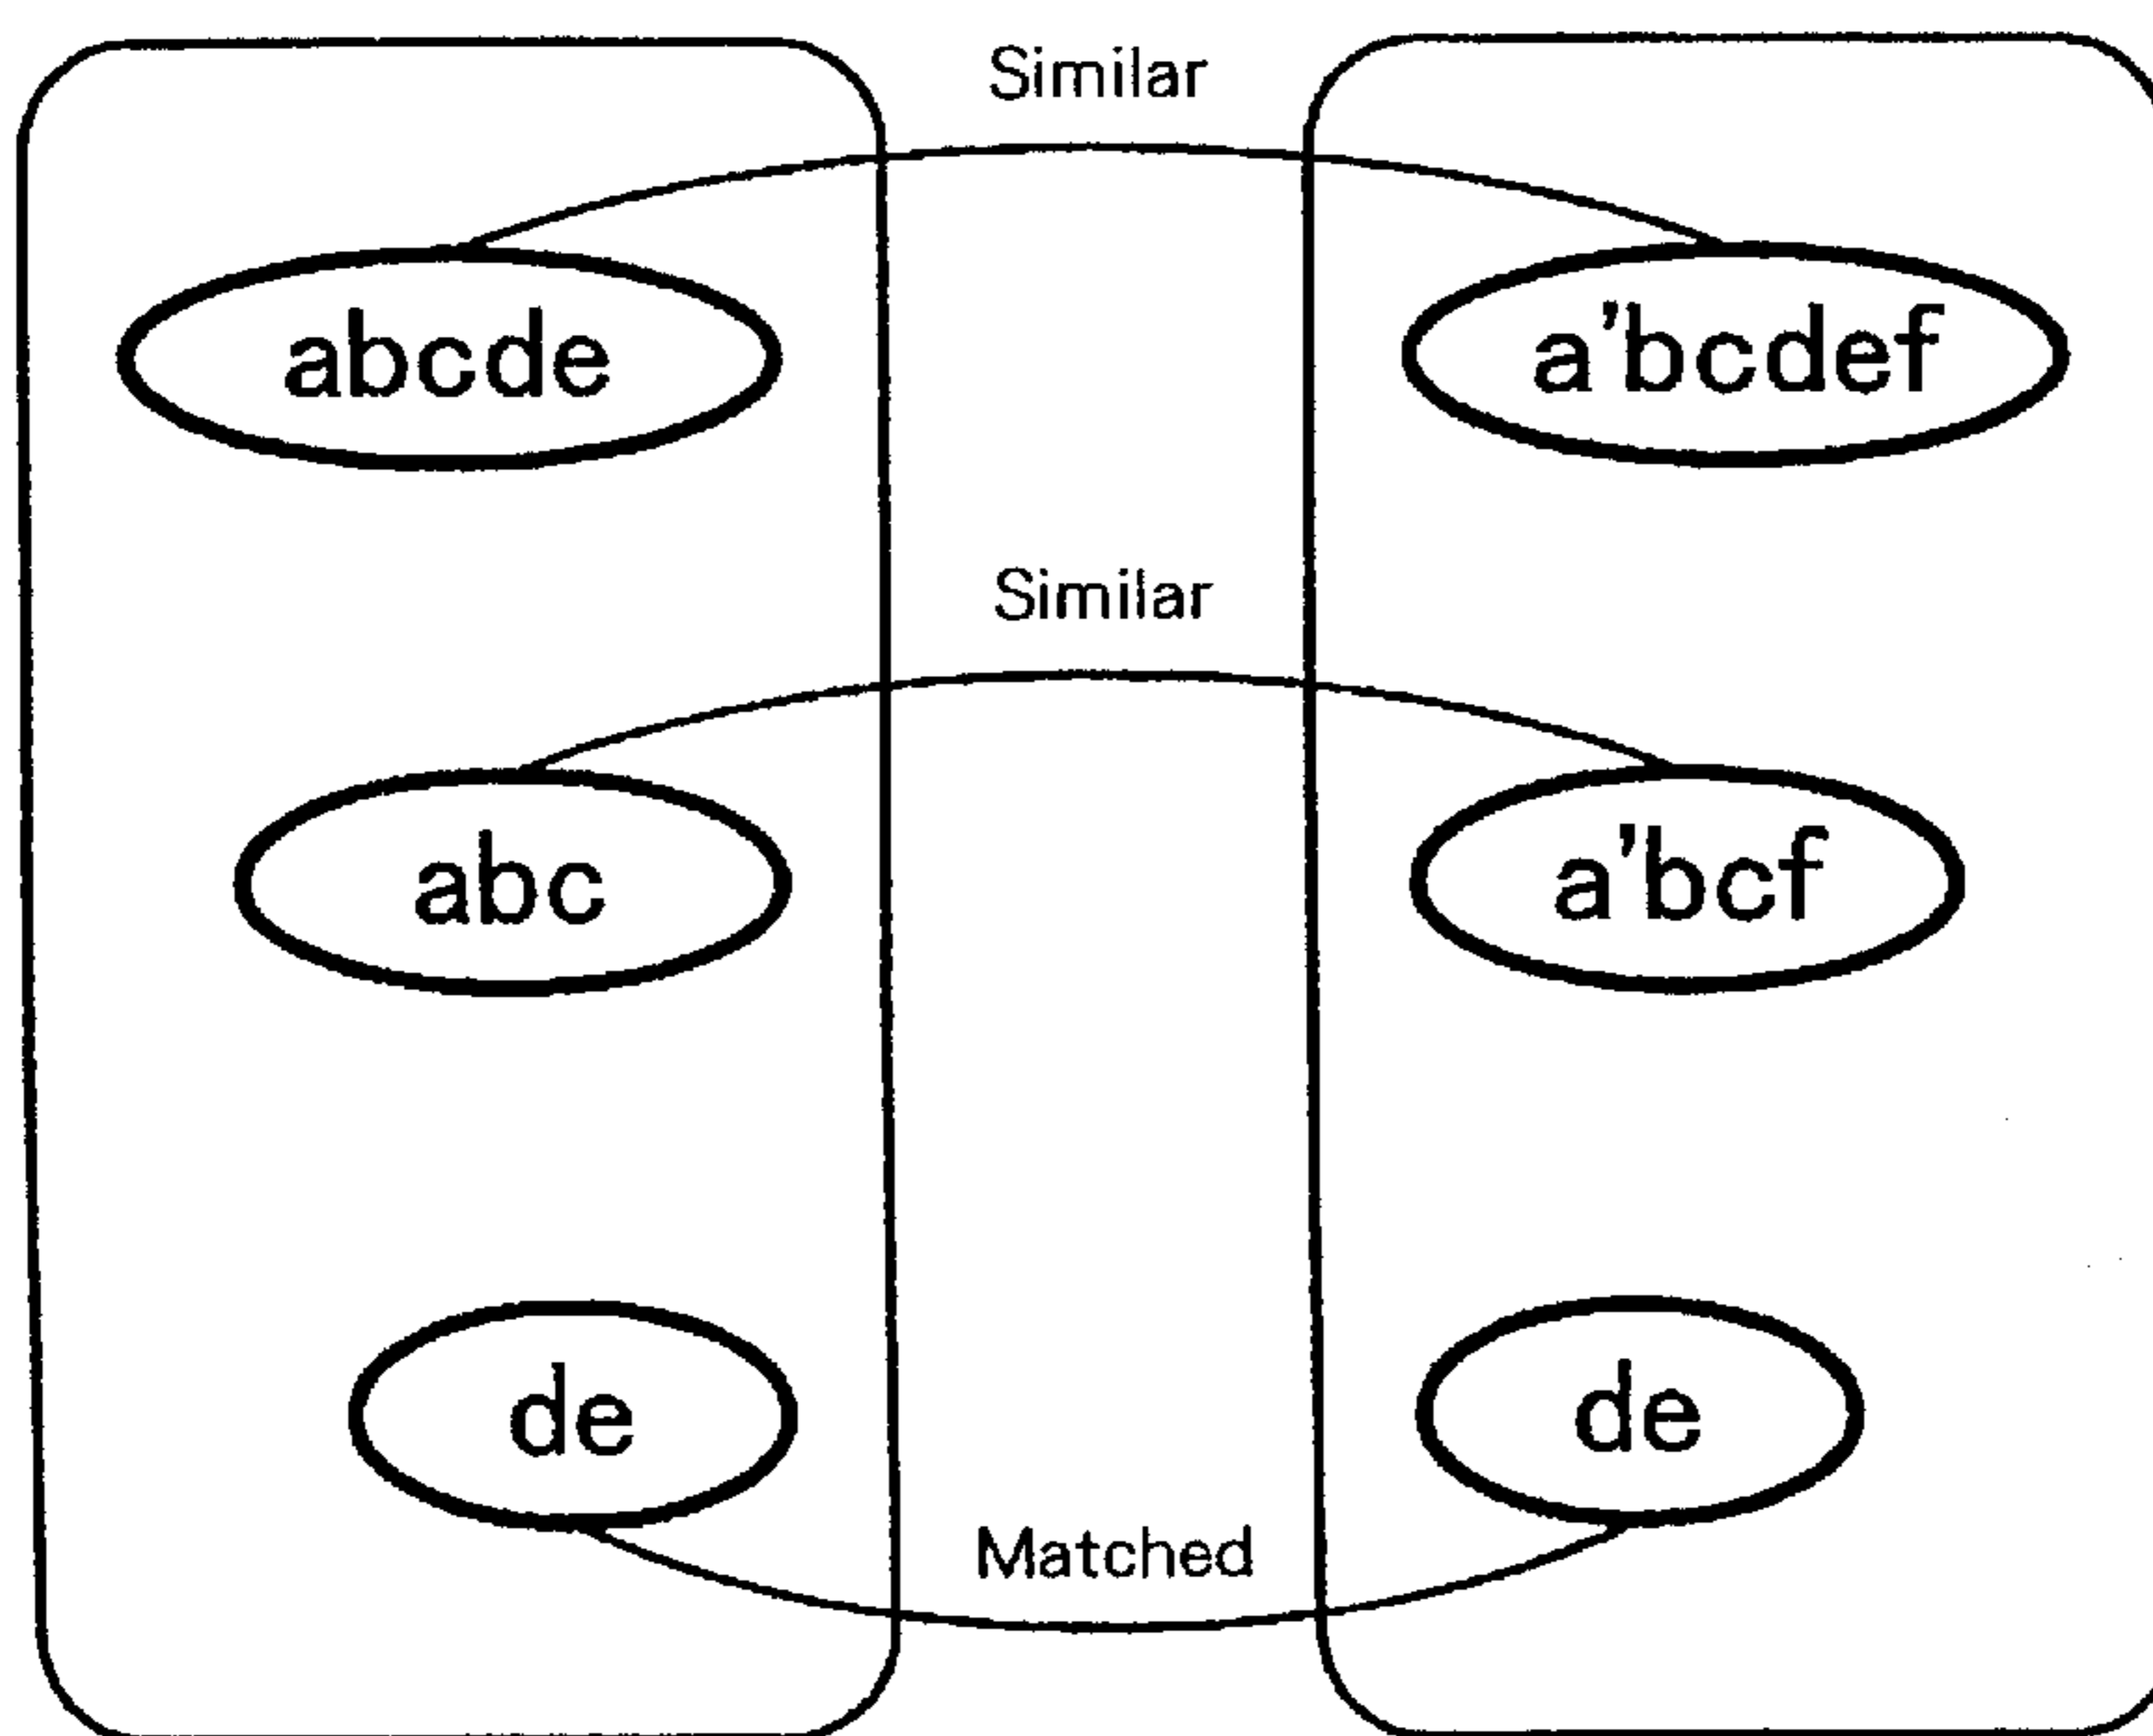 Similar
abcde
a'bcdef
Similar
abc
a'bcf
de
de
Matched